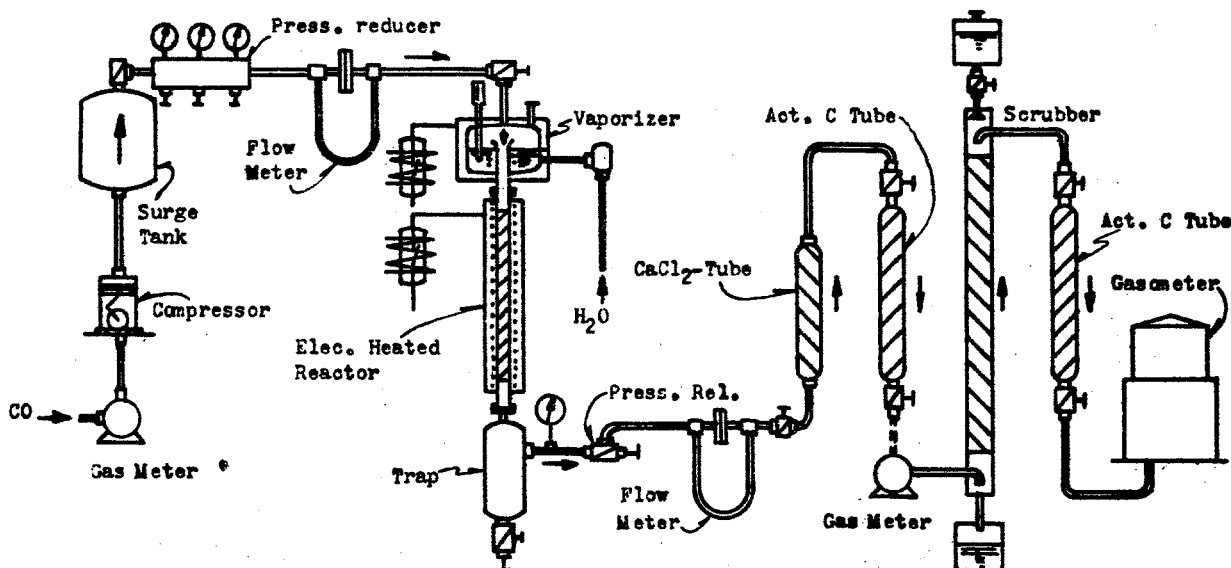 Press. reducer
Flow
Meter
Surge
Tank
Compressor
CO
Gas Meter
Vaporizer
H2O
Elec. Heated
Reactor
Trap
Press. Rel.
Flow
Meter
CaCl2-Tube
Act. C Tube
Gas Meter
Scrubber
Act. C Tube
Gasometer